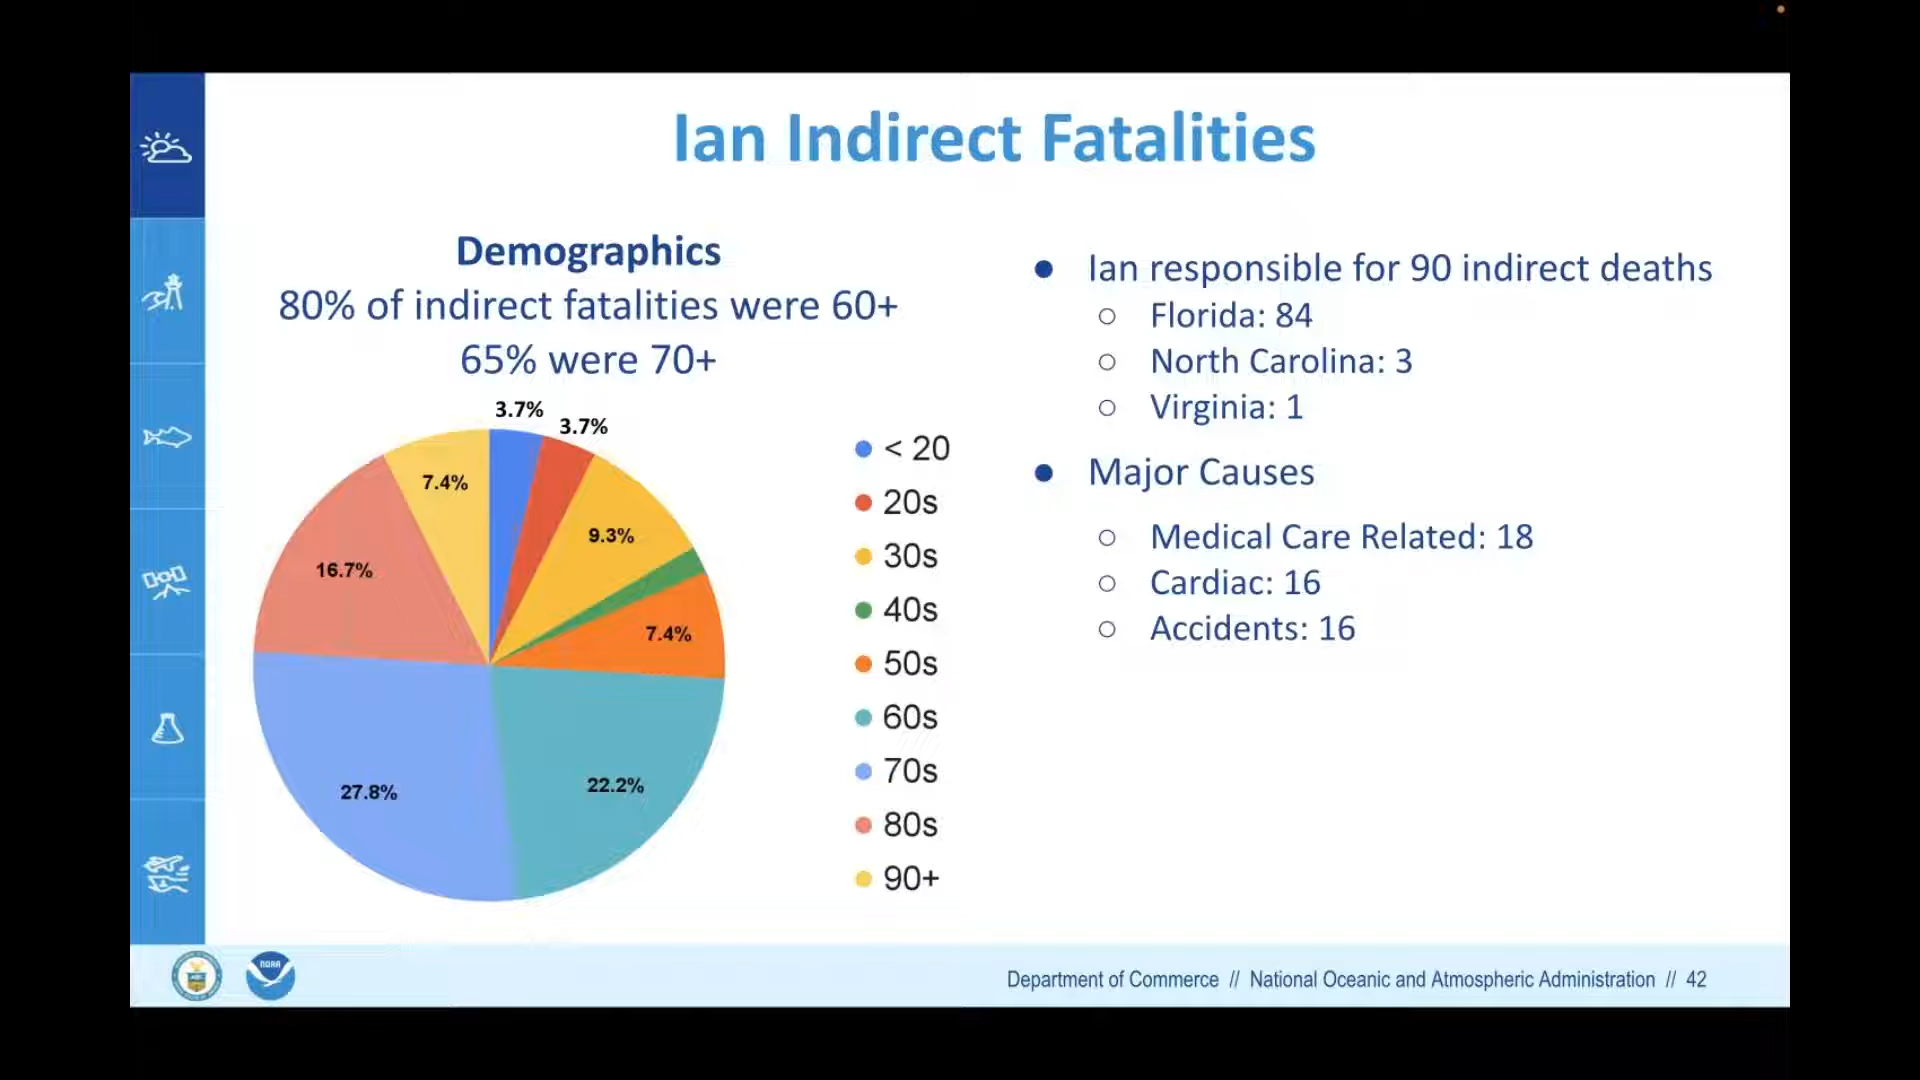 Ian Indirect Fatalities
Demographics
80% of indirect fatalities were 60+
65% were 70+
3.7%
3.7%
9.3%
7.4%
22.2%
27.8%
16.7%
7.4%
< 20
20s
30s
40s
50s
60s
70s
80s
90+
Ian responsible for 90 indirect deaths
Florida: 84
North Carolina: 3
Virginia: 1
Major Causes
Medical Care Related: 18
Cardiac: 16
Accidents: 16
NOAA
Department of Commerce // National Oceanic and Atmospheric Administration // 42